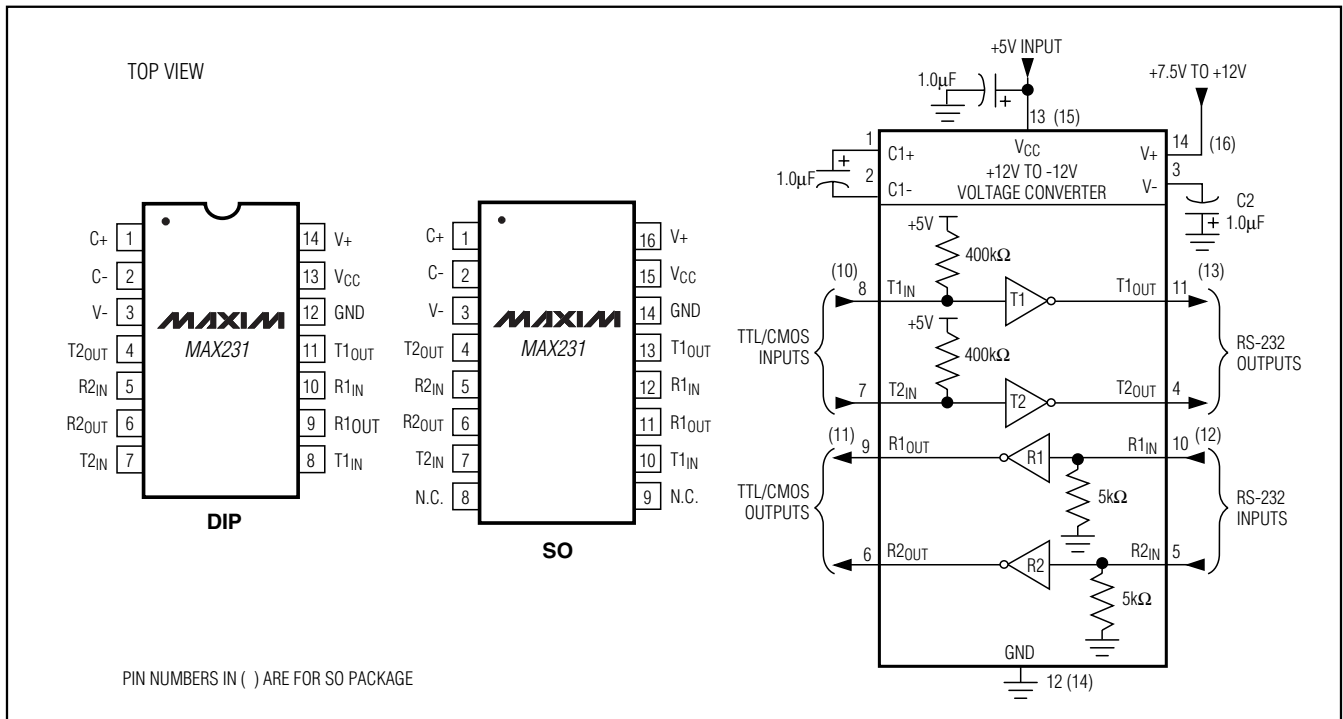 TOP VIEW
C+ 1
C- 2
V- 3
T2OUT 4
R2IN 5
R2OUT 6
T2IN 7
14 V+
13 VCC
12 GND
11 T1OUT
10 R1IN
9 R1OUT
8 T1IN
MAXIM
MAX231
DIP
C+ 1
C- 2
V- 3
T2OUT 4
R2IN 5
R2OUT 6
T2IN 7
N.C. 8
16 V+
15 VCC
14 GND
13 T1OUT
12 R1IN
11 R1OUT
10 T1IN
9 N.C.
MAXIM
MAX231
SO
+5V INPUT
+7.5V TO +12V
1.0µF
+
13 (15)
1
C1+
VCC
V+
14
(16)
+
1.0µF
2
C1-
+12V TO -12V
VOLTAGE CONVERTER
V-
3
C2
+
1.0µF
+5V
400kΩ
(10)
8
T1IN
T1
T1OUT
11
(13)
TTL/CMOS
INPUTS
+5V
400kΩ
RS-232
OUTPUTS
7
T2IN
T2
T2OUT
4
(11)
9
R1OUT
R1
R1IN
10
(12)
TTL/CMOS
OUTPUTS
5kΩ
RS-232
INPUTS
6
R2OUT
R2
R2IN
5
5kΩ
GND
12 (14)
PIN NUMBERS IN ( ) ARE FOR SO PACKAGE